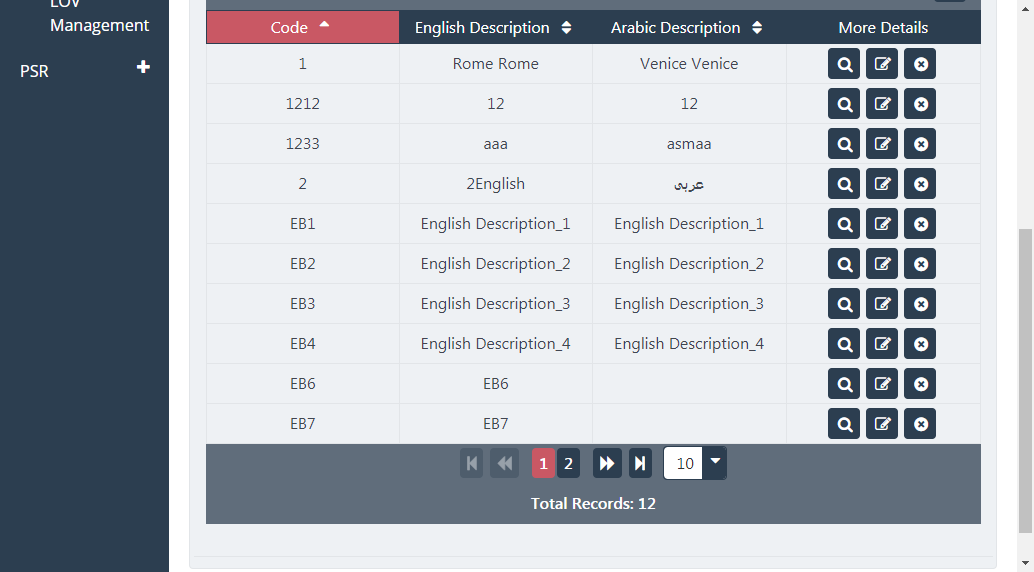 LOV
Management
PSR
Code English Description Arabic Description More Details
1 Rome Rome Venice Venice
1212 12 12
1233 aaa asmaa
2 2English عربى
EB1 English Description_1 English Description_1
EB2 English Description_2 English Description_2
EB3 English Description_3 English Description_3
EB4 English Description_4 English Description_4
EB6 EB6
EB7 EB7
1 2 10
Total Records: 12